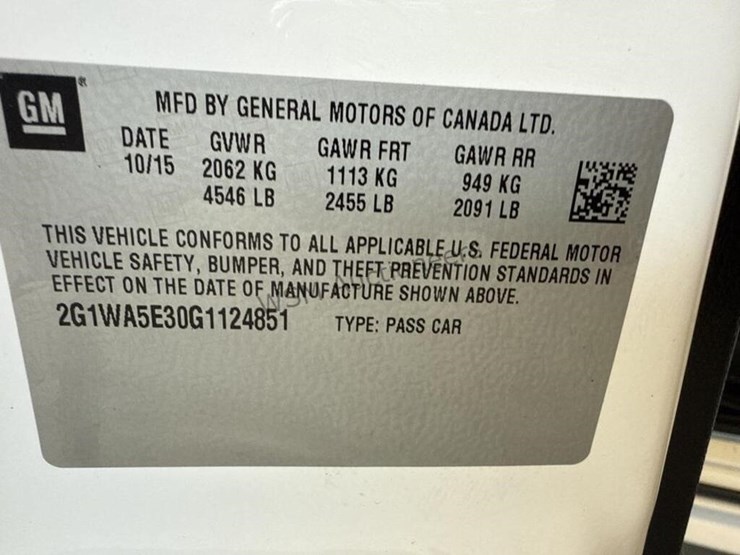 GM
MFD BY GENERAL MOTORS OF CANADA LTD.
DATE GVWR GAWR FRT GAWR RR
10/15 2062 KG 1113 KG 949 KG
4546 LB 2455 LB 2091 LB
THIS VEHICLE CONFORMS TO ALL APPLICABLE U.S. FEDERAL MOTOR
VEHICLE SAFETY, BUMPER, AND THEFT PREVENTION STANDARDS IN
EFFECT ON THE DATE OF MANUFACTURE SHOWN ABOVE.
2G1WA5E30G1124851 TYPE: PASS CAR